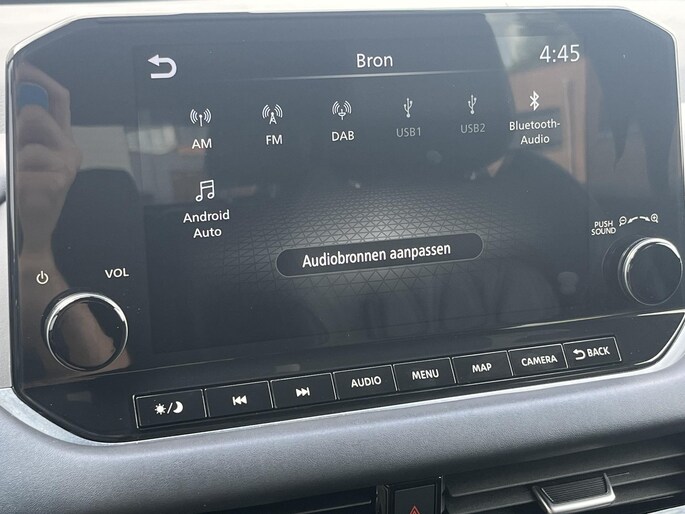 Bron
4:45
AM
FM
DAB
USB1
USB2
Bluetooth-
Audio
Android
Auto
Audiobronnen aanpassen
VOL
PUSH
SOUND
AUDIO
MENU
MAP
CAMERA
BACK